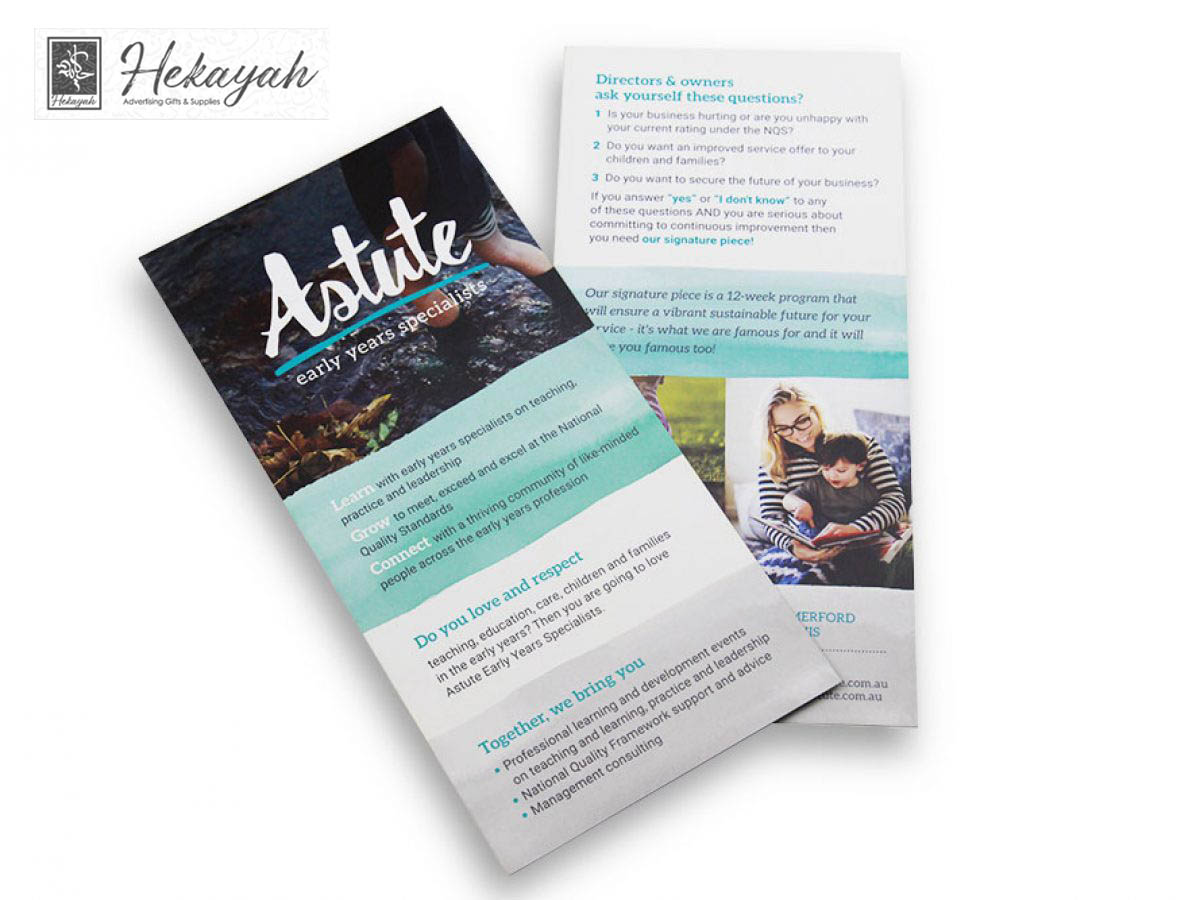 Hekayah
Hekayah
Advertising Gifts & Supplies
Astute
early years specialists
Learn with early years specialists on teaching,
practice and leadership
Grow to meet, exceed and excel at the National
Quality Standards
Connect with a thriving community of like-minded
people across the early years profession
Do you love and respect
teaching, education, care, children and families
in the early years? Then you are going to love
Astute Early Years Specialists.
Together, we bring you
• Professional learning and development events
on teaching and learning, practice and leadership
• National Quality Framework support and advice
• Management consulting
Directors & owners
ask yourself these questions?
1 Is your business hurting or are you unhappy with
your current rating under the NQS?
2 Do you want an improved service offer to your
children and families?
3 Do you want to secure the future of your business?
If you answer "yes" or "I don't know" to any
of these questions AND you are serious about
committing to continuous improvement then
you need our signature piece!
Our signature piece is a 12-week program that
will ensure a vibrant sustainable future for your
service - it's what we are famous for and it will
you famous too!
MERFORD
.com.au
ute.com.au